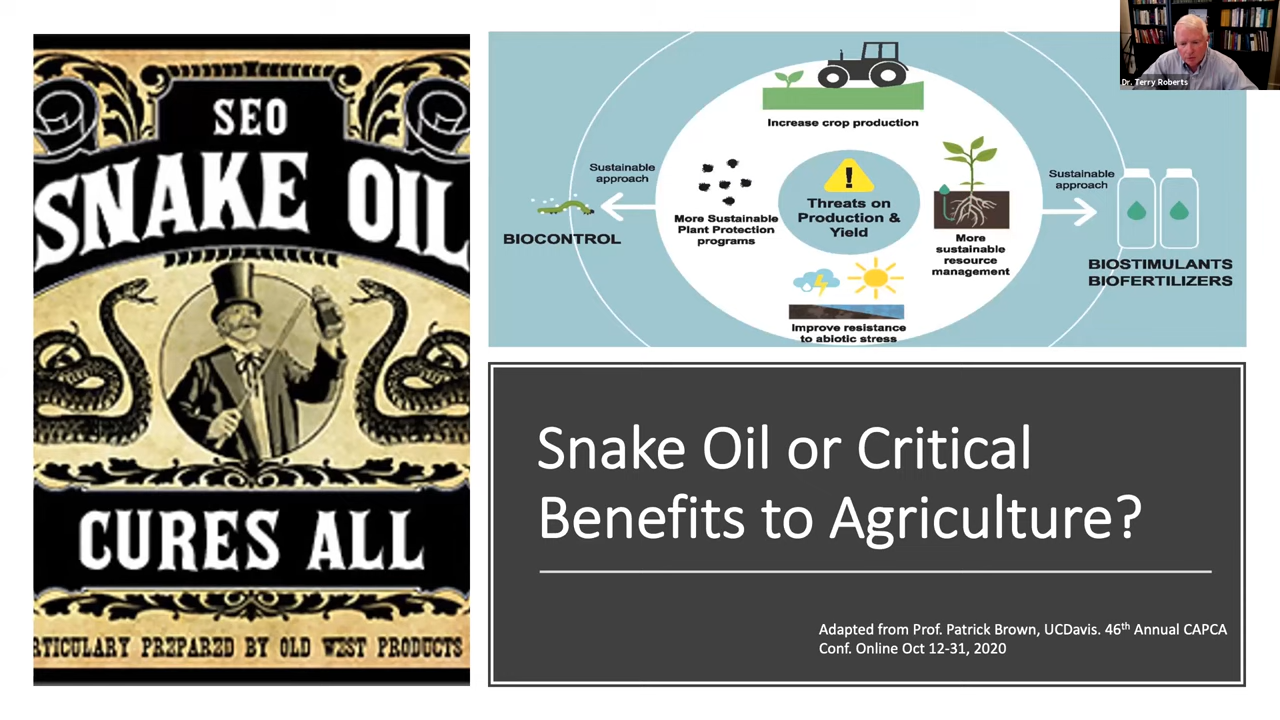 SEO
SNAKE OIL
CURES ALL
RTICULARY PREPARED BY OLD WEST PRODUCTS
Increase crop production
Sustainable
approach
BIOCONTROL
More Sustainable
Plant Protection
programs
Threats on
Production &
Yield
More
sustainable
resource
management
Improve resistance
to abiotic stress
Sustainable
approach
BIOSTIMULANTS
BIOFERTILIZERS
Dr. Terry Roberts
Snake Oil or Critical
Benefits to Agriculture?
Adapted from Prof. Patrick Brown, UCDavis. 46th Annual CAPCA
Conf. Online Oct 12-31, 2020